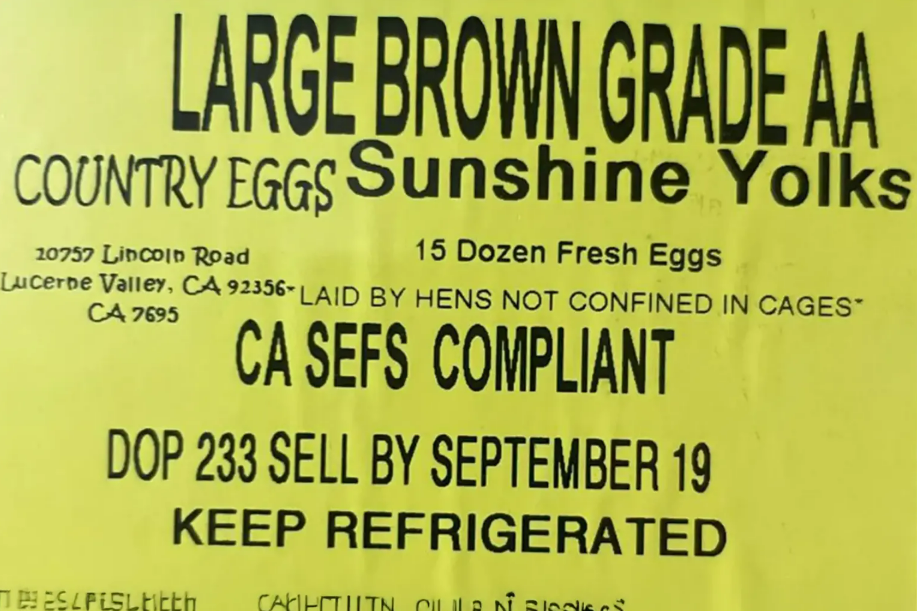 LARGE BROWN GRADE AA
COUNTRY EGGS Sunshine Yolks
10757 Lincoln Road
15 Dozen Fresh Eggs
Lucerne Valley, CA 92356-
LAID BY HENS NOT CONFINED IN CAGES"
CA 7695
CA SEFS COMPLIANT
DOP 233 SELL BY SEPTEMBER 19
KEEP REFRIGERATED